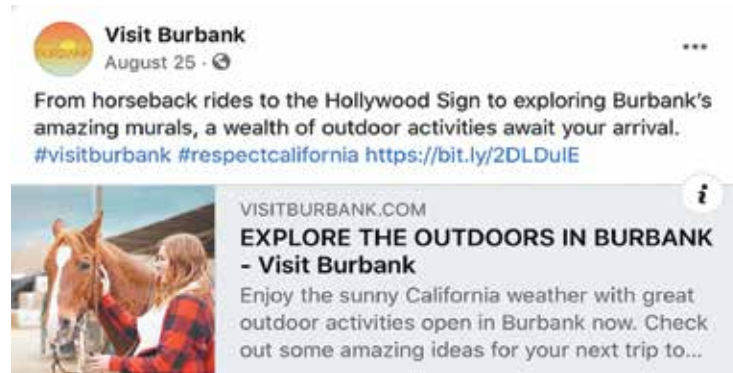 Visit Burbank
August 25 ·
From horseback rides to the Hollywood Sign to exploring Burbank's
amazing murals, a wealth of outdoor activities await your arrival.
#visitburbank #respectcalifornia https://bit.ly/2DLDulE
i
VISITBURBANK.COM
EXPLORE THE OUTDOORS IN BURBANK
- Visit Burbank
Enjoy the sunny California weather with great
outdoor activities open in Burbank now. Check
out some amazing ideas for your next trip to...